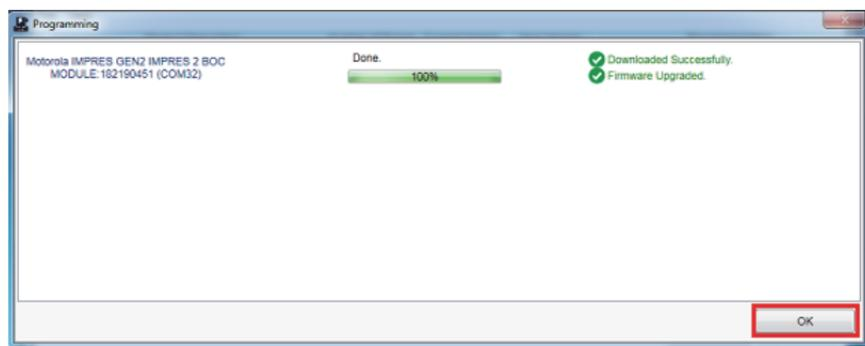 Programming
Motorola IMPRES GEN2 IMPRES 2 BOC
MODULE:182190451 (COM32)
Done.
100%
Downloaded Successfully.
Firmware Upgraded.
OK